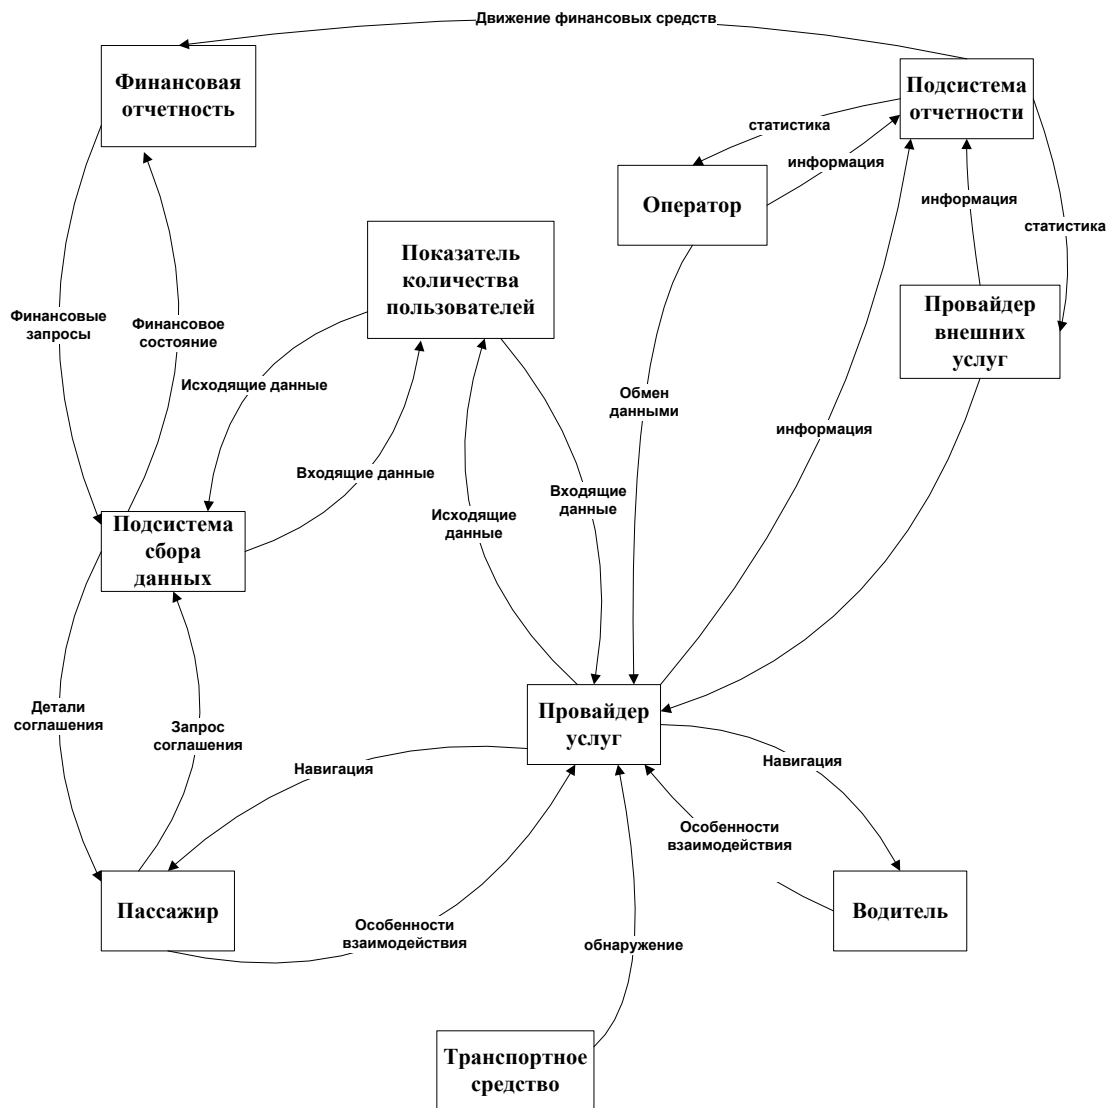 Движение финансовых средств
Финансовая
отчетность
Подсистема
отчетности
статистика
информация
Оператор
информация
статистика
Показатель
количества
пользователей
Провайдер
внешних
услуг
Финансовые
запросы
Финансовое
состояние
Исходящие данные
Обмен
данными
информация
Входящие данные
Исходящие
данные
Входящие
данные
Подсистема
сбора
данных
Детали
соглашения
Запрос
соглашения
Провайдер
услуг
Навигация
Навигация
Особенности
взаимодействия
Пассажир
Водитель
Особенности
взаимодействия
обнаружение
Транспортное
средство